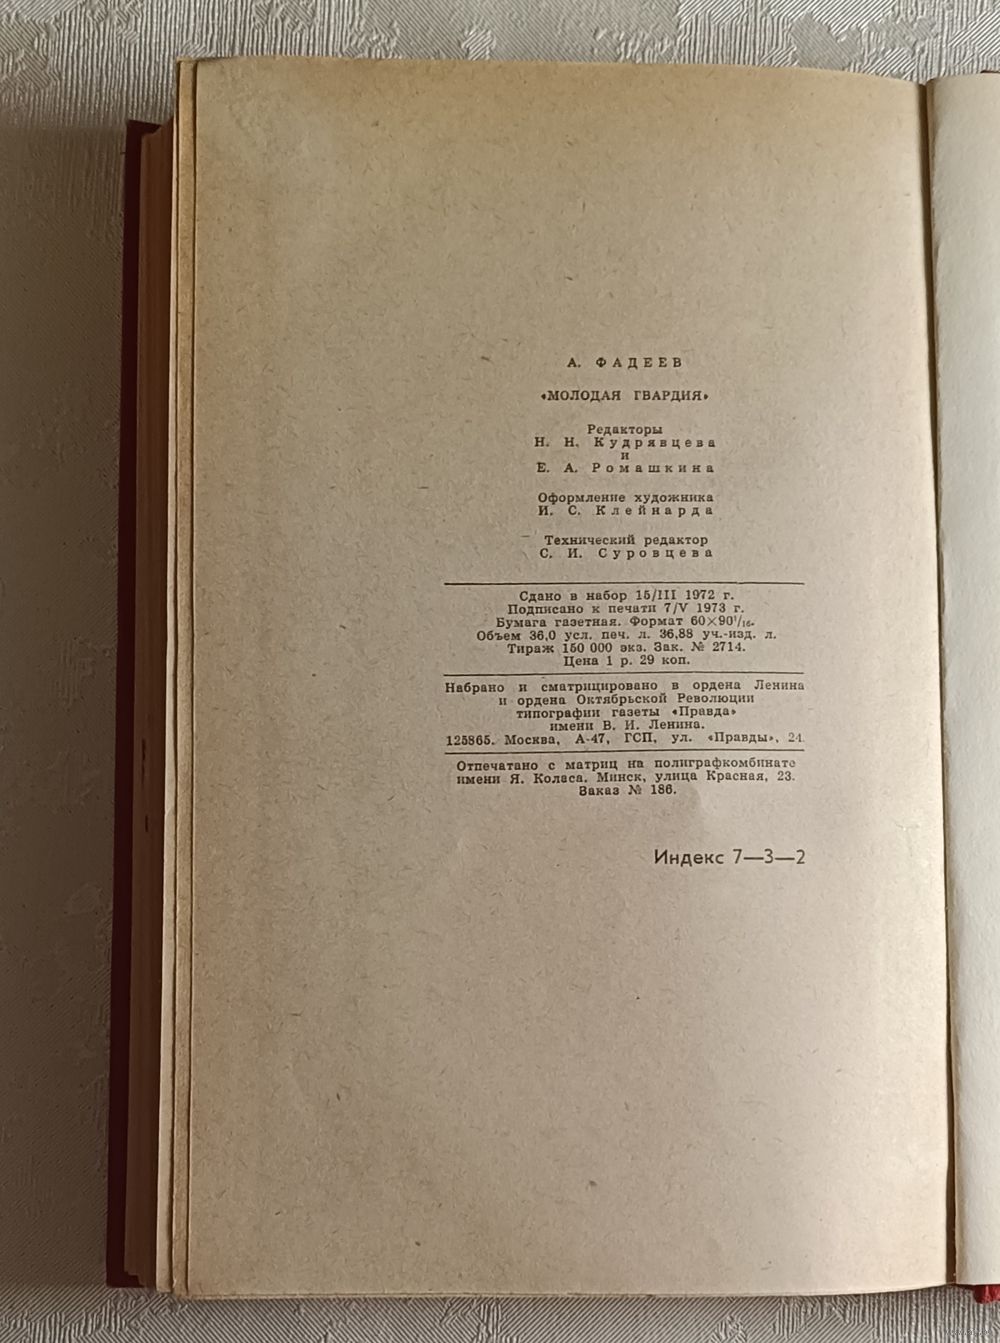 А. ФАДЕЕВ
«МОЛОДАЯ ГВАРДИЯ»
Редакторы
Н. Н. Кудрявцева
и
Е. А. Ромашкина
Оформление художника
И. С. Клейнарда
Технический редактор
С. И. Суровцева
Сдано в набор 15/III 1972 г.
Подписано к печати 7/V 1973 г.
Бумага газетная. Формат 60×90¹/₁₆.
Объем 36,0 усл. печ. л. 36,88 уч.-изд. л.
Тираж 150 000 экз. Зак. № 2714.
Цена 1 р. 29 коп.
Набрано и сматрицировано в ордена Ленина
и ордена Октябрьской Революции
типографии газеты «Правда»
имени В. И. Ленина.
125865. Москва, А-47, ГСП, ул. «Правды», 24.
Отпечатано с матриц на полиграфкомбинате
имени Я. Коласа. Минск, улица Красная, 23.
Заказ № 186.
Индекс 7—3—2